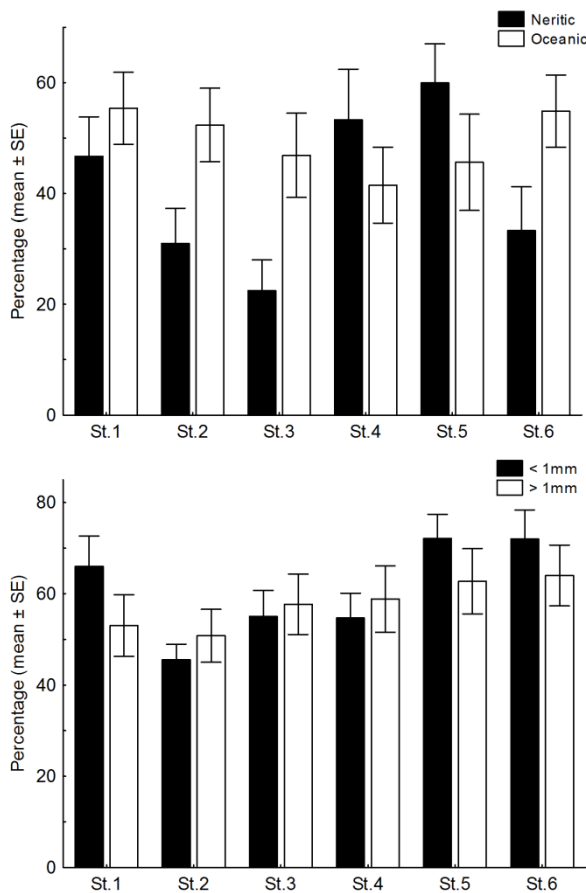 Neritic
Oceanic
Percentage (mean ± SE)
60
40
20
0
St.1 St.2 St.3 St.4 St.5 St.6
< 1mm
> 1mm
Percentage (mean ± SE)
80
60
40
20
0
St.1 St.2 St.3 St.4 St.5 St.6